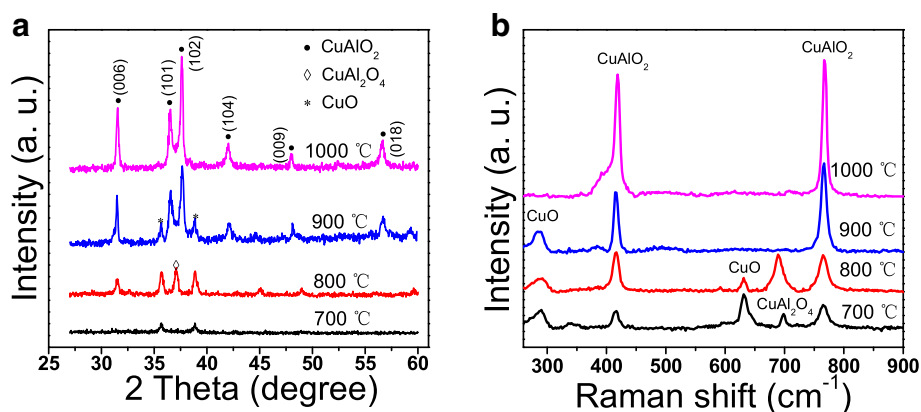 a
Intensity (a. u.)
2 Theta (degree)
25 30 35 40 45 50 55 60
• CuAlO₂
◊ CuAl₂O₄
* CuO
•(006)
•(101)
•(102)
•(104)
(009)
•(018)
1000 ℃
900 ℃
* *
◊
800 ℃
700 ℃
b
Intensity (a. u.)
Raman shift (cm⁻¹)
300 400 500 600 700 800 900
CuAlO₂
CuAlO₂
1000 ℃
CuO
900 ℃
CuO
800 ℃
CuAl₂O₄
700 ℃